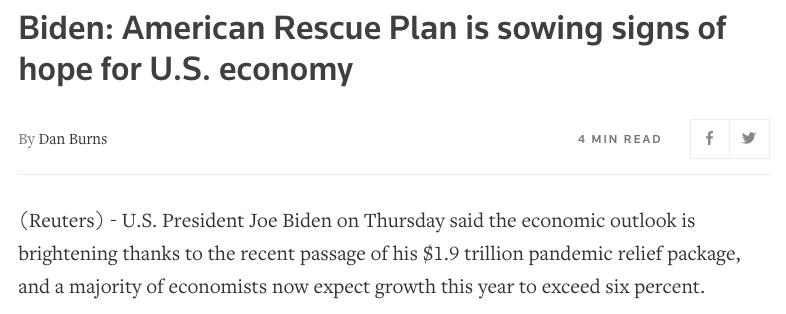 Biden: American Rescue Plan is sowing signs of
hope for U.S. economy
By Dan Burns
4 MIN READ
(Reuters) - U.S. President Joe Biden on Thursday said the economic outlook is
brightening thanks to the recent passage of his $1.9 trillion pandemic relief package,
and a majority of economists now expect growth this year to exceed six percent.